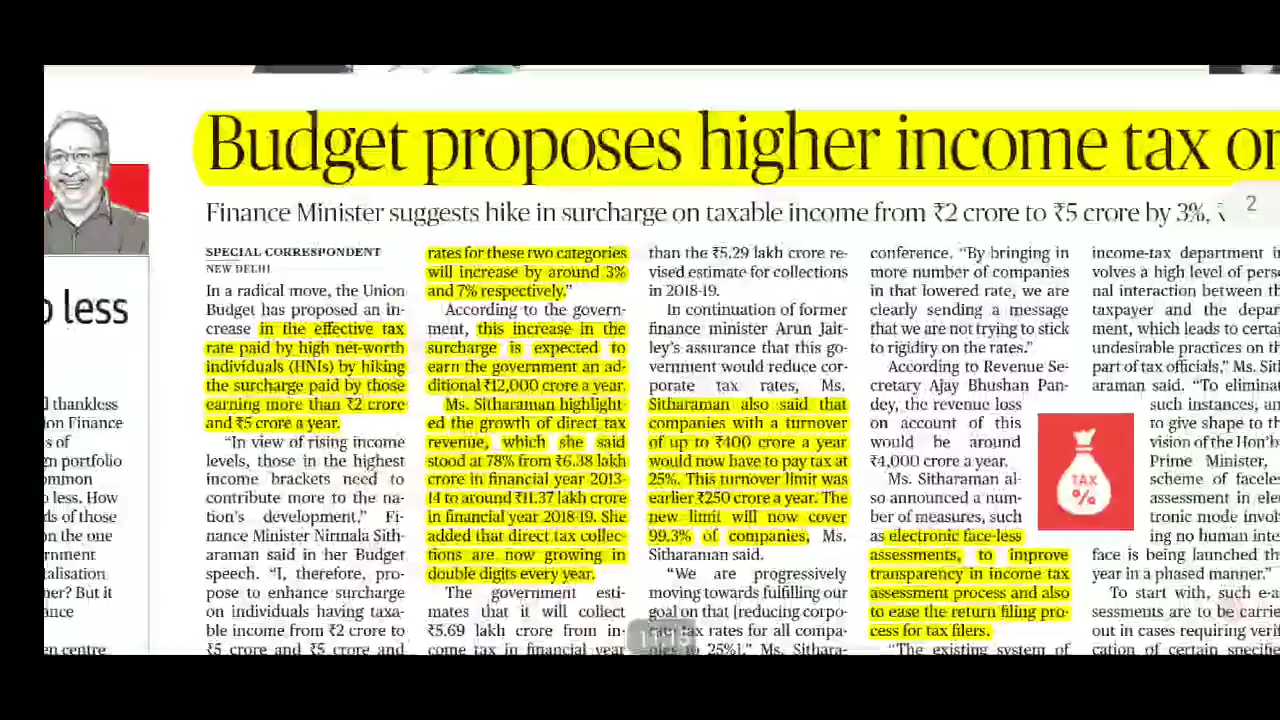 Budget proposes higher income tax on
Finance Minister suggests hike in surcharge on taxable income from ₹2 crore to ₹5 crore by 3%,
2
o less
thankless
ion Finance
s of
gn portfolio
ommon
o less. How
ds of those
on the one
rnment
alisation
her? But it
ance
en centre
SPECIAL CORRESPONDENT
NEW DELHI
In a radical move, the Union
Budget has proposed an in-
crease in the effective tax
rate paid by high net-worth
individuals (HNIs) by hiking
the surcharge paid by those
earning more than ₹2 crore
and ₹5 crore a year.
“In view of rising income
levels, those in the highest
income brackets need to
contribute more to the na-
tion’s development,” Fi-
nance Minister Nirmala Sith-
araman said in her Budget
speech. “I, therefore, pro-
pose to enhance surcharge
on individuals having taxa-
ble income from ₹2 crore to
₹5 crore and ₹5 crore and
rates for these two categories
will increase by around 3%
and 7% respectively.”
According to the govern-
ment, this increase in the
surcharge is expected to
earn the government an ad-
ditional ₹12,000 crore a year.
Ms. Sitharaman highlight-
ed the growth of direct tax
revenue, which she said
stood at 78% from ₹6.38 lakh
crore in financial year 2013-
14 to around ₹11.37 lakh crore
in financial year 2018-19. She
added that direct tax collec-
tions are now growing in
double digits every year.
The government esti-
mates that it will collect
₹5.69 lakh crore from in-
come tax in financial year
than the ₹5.29 lakh crore re-
vised estimate for collections
in 2018-19.
In continuation of former
finance minister Arun Jait-
ley’s assurance that this go-
vernment would reduce cor-
porate tax rates, Ms.
Sitharaman also said that
companies with a turnover
of up to ₹400 crore a year
would now have to pay tax at
25%. This turnover limit was
earlier ₹250 crore a year. The
new limit will now cover
99.3% of companies, Ms.
Sitharaman said.
“We are progressively
moving towards fulfilling our
goal on that [reducing corpo-
tax rates for all compa-
25%].” Ms. Sithara-
conference. “By bringing in
more number of companies
in that lowered rate, we are
clearly sending a message
that we are not trying to stick
to rigidity on the rates.”
According to Revenue Se-
cretary Ajay Bhushan Pan-
dey, the revenue loss
on account of this
would be around
₹4,000 crore a year.
Ms. Sitharaman al-
so announced a num-
ber of measures, such
as electronic face-less
assessments, to improve
transparency in income tax
assessment process and also
to ease the return filing pro-
cess for tax filers.
“The existing system of
TAX
%
income-tax department in
volves a high level of perso
nal interaction between th
taxpayer and the depart
ment, which leads to certai
undesirable practices on th
part of tax officials,” Ms. Sith
araman said. “To eliminat
such instances, an
to give shape to th
vision of the Hon’b
Prime Minister,
scheme of faceles
assessment in elec
tronic mode invol
ing no human inte
face is being launched th
year in a phased manner.”
To start with, such e-a
sessments are to be carrie
out in cases requiring verif
cation of certain specifie